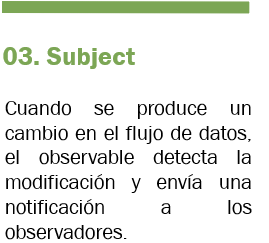 03. Subject
Cuando se produce un
cambio en el flujo de datos,
el observable detecta la
modificación y envía una
notificación a los
observadores.